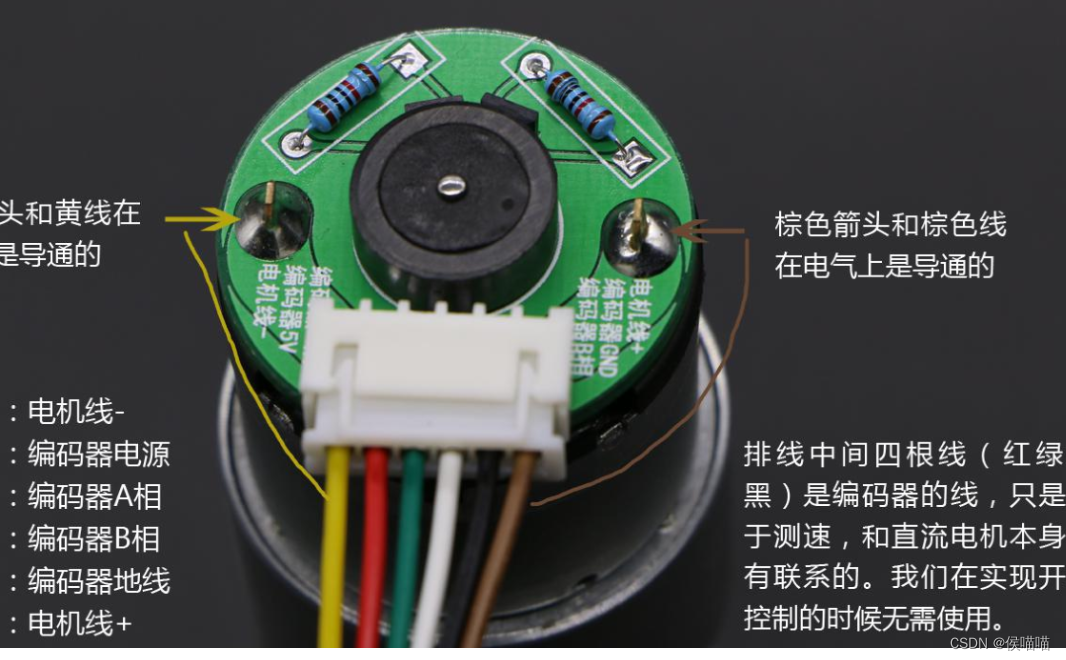 头和黄线在
是导通的
棕色箭头和棕色线
在电气上是导通的
编码器5V
电机线-
电机线+
编码器GND
编码器B相
：电机线-
：编码器电源
：编码器A相
：编码器B相
：编码器地线
：电机线+
排线中间四根线（红绿
黑）是编码器的线，只是
于测速，和直流电机本身
有联系的。我们在实现开
控制的时候无需使用。
CSDN @侯喵喵